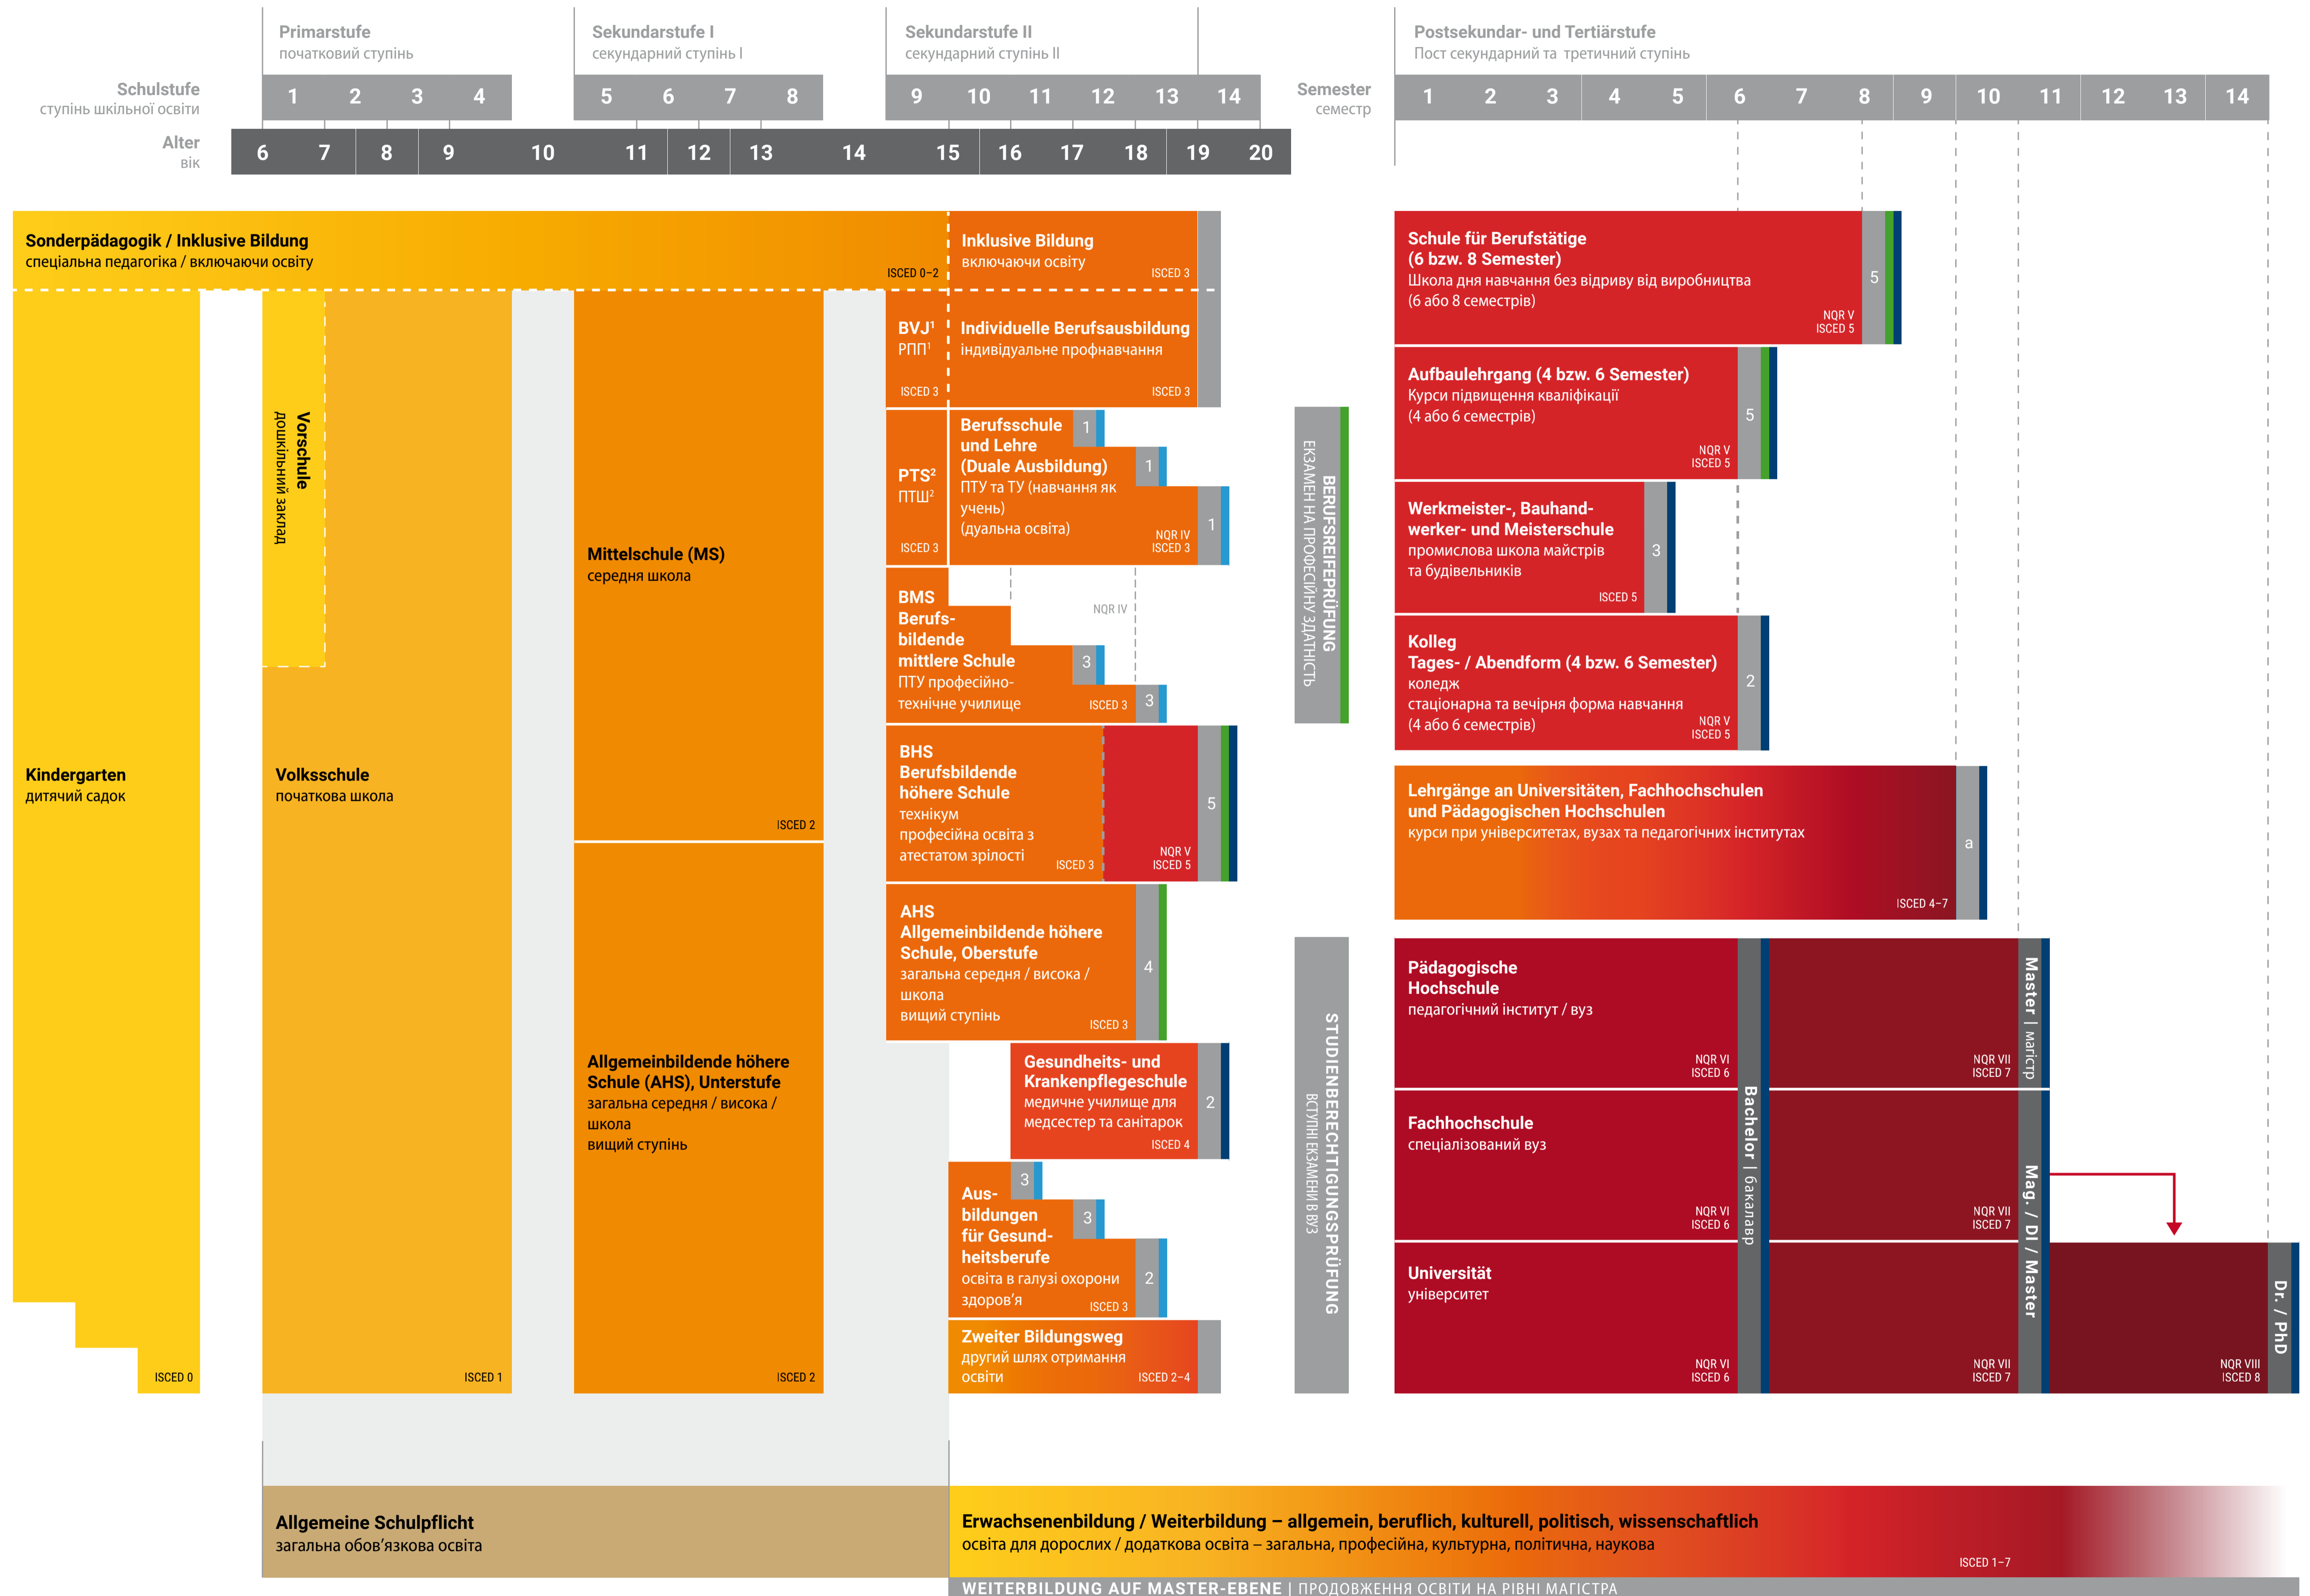 Primarstufe
початковий ступінь
Sekundarstufe I
секундарний ступінь I
Sekundarstufe II
секундарний ступінь II
Postsekundar- und Tertiärstufe
Пост секундарний та третичний ступінь
Schulstufe
ступінь шкільної освіти
1 2 3 4 5 6 7 8 9 10 11 12 13 14
Semester
семестр
1 2 3 4 5 6 7 8 9 10 11 12 13 14
Alter
вік
6 7 8 9 10 11 12 13 14 15 16 17 18 19 20
Sonderpädagogik / Inklusive Bildung
спеціальна педагогіка / включаючи освіту
ISCED 0–2
Inklusive Bildung
включаючи освіту
ISCED 3
Kindergarten
дитячий садок
ISCED 0
Vorschule
дошкільний заклад
Volksschule
початкова школа
ISCED 1
Mittelschule (MS)
середня школа
ISCED 2
Allgemeinbildende höhere
Schule (AHS), Unterstufe
загальна середня / висока /
школа
вищий ступінь
ISCED 2
BVJ¹
РПП¹
ISCED 3
Individuelle Berufsausbildung
індивідуальне профнавчання
ISCED 3
PTS²
ПТШ²
ISCED 3
Berufsschule
und Lehre
(Duale Ausbildung)
ПТУ та ТУ (навчання як
учень)
(дуальна освіта)
NQR IV
ISCED 3
1
1
1
BMS
Berufs-
bildende
mittlere Schule
ПТУ професійно-
технічне училище
ISCED 3
NQR IV
3
3
BHS
Berufsbildende
höhere Schule
технікум
професійна освіта з
атестатом зрілості
ISCED 3
NQR V
ISCED 5
5
AHS
Allgemeinbildende höhere
Schule, Oberstufe
загальна середня / висока /
школа
вищий ступінь
ISCED 3
4
Gesundheits- und
Krankenpflegeschule
медичне училище для
медсестер та санітарок
ISCED 4
2
Aus-
bildungen
für Gesund-
heitsberufe
освіта в галузі охорони
здоров’я
ISCED 3
3
3
2
Zweiter Bildungsweg
другий шлях отримання
освіти
ISCED 2–4
BERUFSREIFEPRÜFUNG
ЕКЗАМЕН НА ПРОФЕСІЙНУ ЗДАТНІСТЬ
STUDIENBERECHTIGUNGSPRÜFUNG
ВСТУПНІ ЕКЗАМЕНИ В ВУЗ
Schule für Berufstätige
(6 bzw. 8 Semester)
Школа дня навчання без відриву від виробництва
(6 або 8 семестрів)
NQR V
ISCED 5
5
Aufbaulehrgang (4 bzw. 6 Semester)
Курси підвищення кваліфікації
(4 або 6 семестрів)
NQR V
ISCED 5
5
Werkmeister-, Bauhand-
werker- und Meisterschule
промислова школа майстрів
та будівельників
ISCED 5
3
Kolleg
Tages- / Abendform (4 bzw. 6 Semester)
коледж
стаціонарна та вечірня форма навчання
(4 або 6 семестрів)
NQR V
ISCED 5
2
Lehrgänge an Universitäten, Fachhochschulen
und Pädagogischen Hochschulen
курси при університетах, вузах та педагогічних інститутах
ISCED 4–7
a
Pädagogische
Hochschule
педагогічний інститут / вуз
NQR VI
ISCED 6
NQR VII
ISCED 7
Master | магістр
Fachhochschule
спеціалізований вуз
NQR VI
ISCED 6
NQR VII
ISCED 7
Bachelor | бакалавр
Mag. / DI / Master
Universität
університет
NQR VI
ISCED 6
NQR VII
ISCED 7
NQR VIII
ISCED 8
Dr. / PhD
Allgemeine Schulpflicht
загальна обов’язкова освіта
Erwachsenenbildung / Weiterbildung – allgemein, beruflich, kulturell, politisch, wissenschaftlich
освіта для дорослих / додаткова освіта – загальна, професійна, культурна, політична, наукова
ISCED 1–7
WEITERBILDUNG AUF MASTER-EBENE | ПРОДОВЖЕННЯ ОСВІТИ НА РІВНІ МАГІСТРА